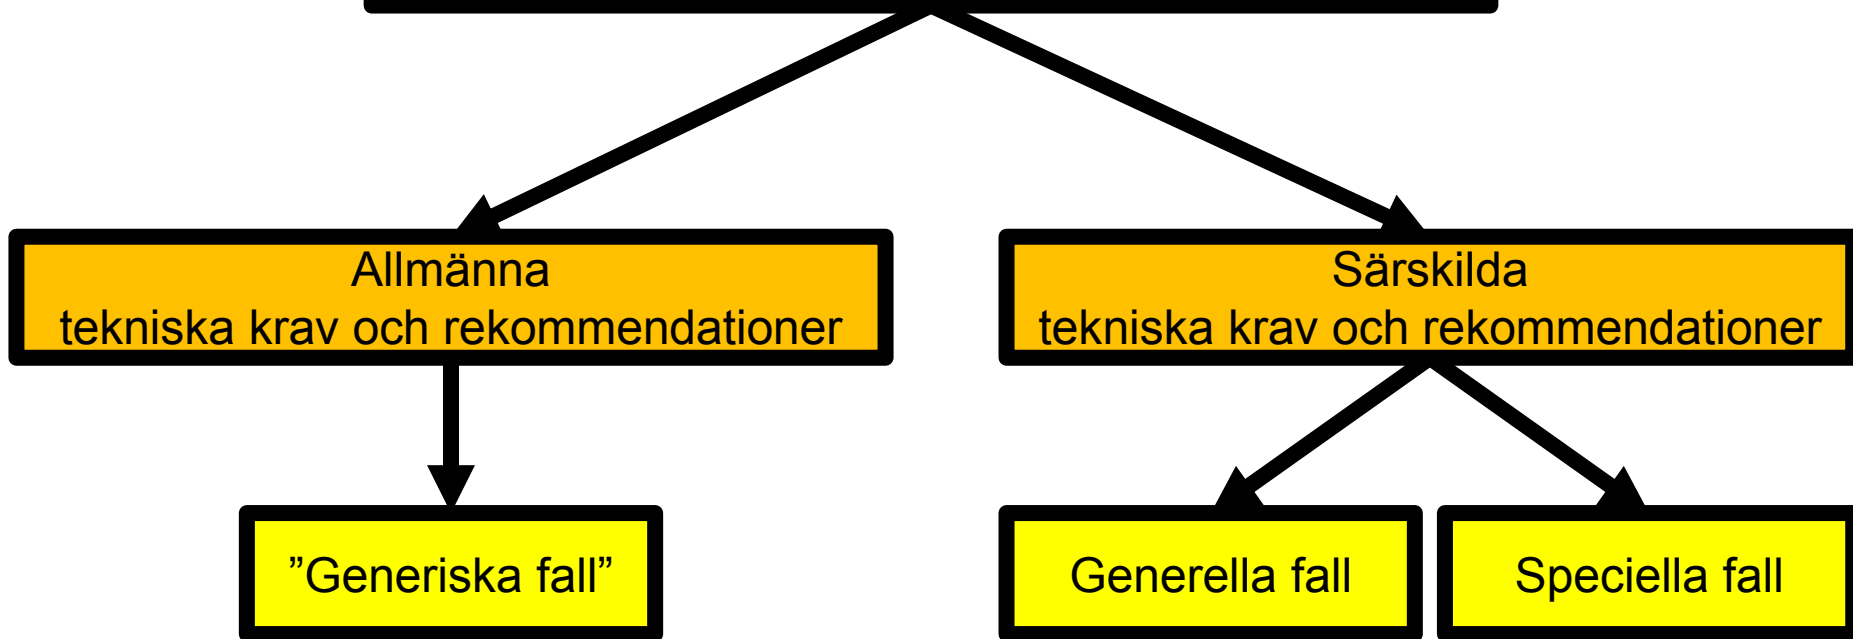 Allmänna
tekniska krav och rekommendationer
Särskilda
tekniska krav och rekommendationer
”Generiska fall”
Generella fall
Speciella fall